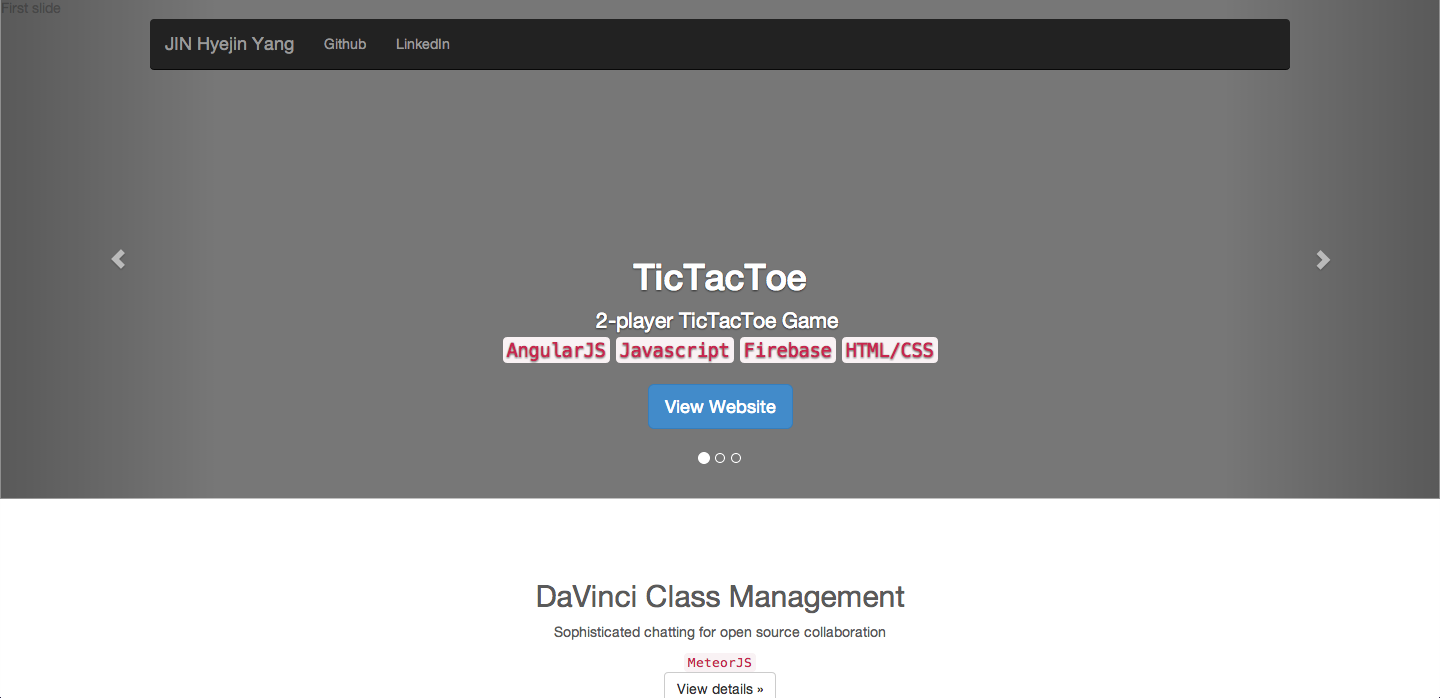 First slide
JIN Hyejin Yang Github LinkedIn
TicTacToe
2-player TicTacToe Game
AngularJS Javascript Firebase HTML/CSS
View Website
DaVinci Class Management
Sophisticated chatting for open source collaboration
MeteorJS
View details »